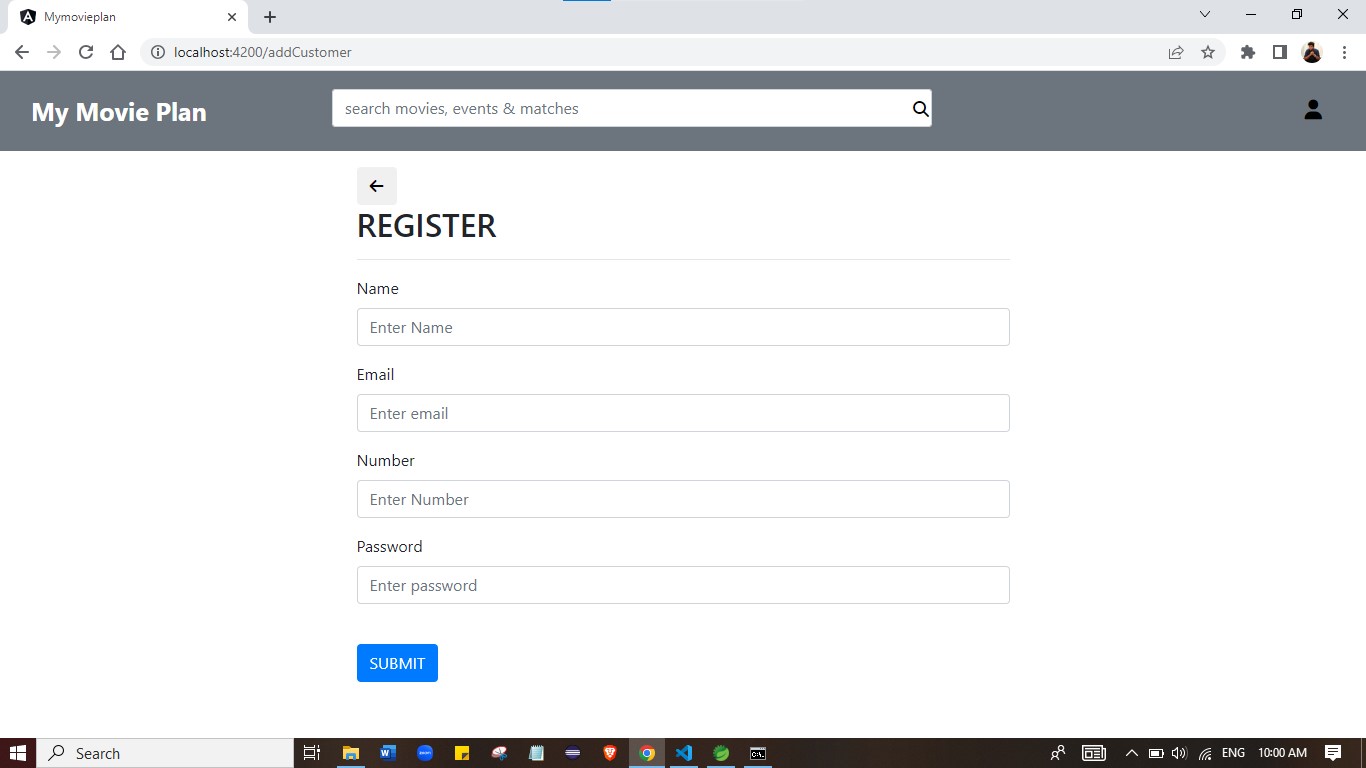 Mymovieplan
localhost:4200/addCustomer
My Movie Plan
search movies, events & matches
REGISTER
Name
Enter Name
Email
Enter email
Number
Enter Number
Password
Enter password
SUBMIT
Search
ENG
10:00 AM